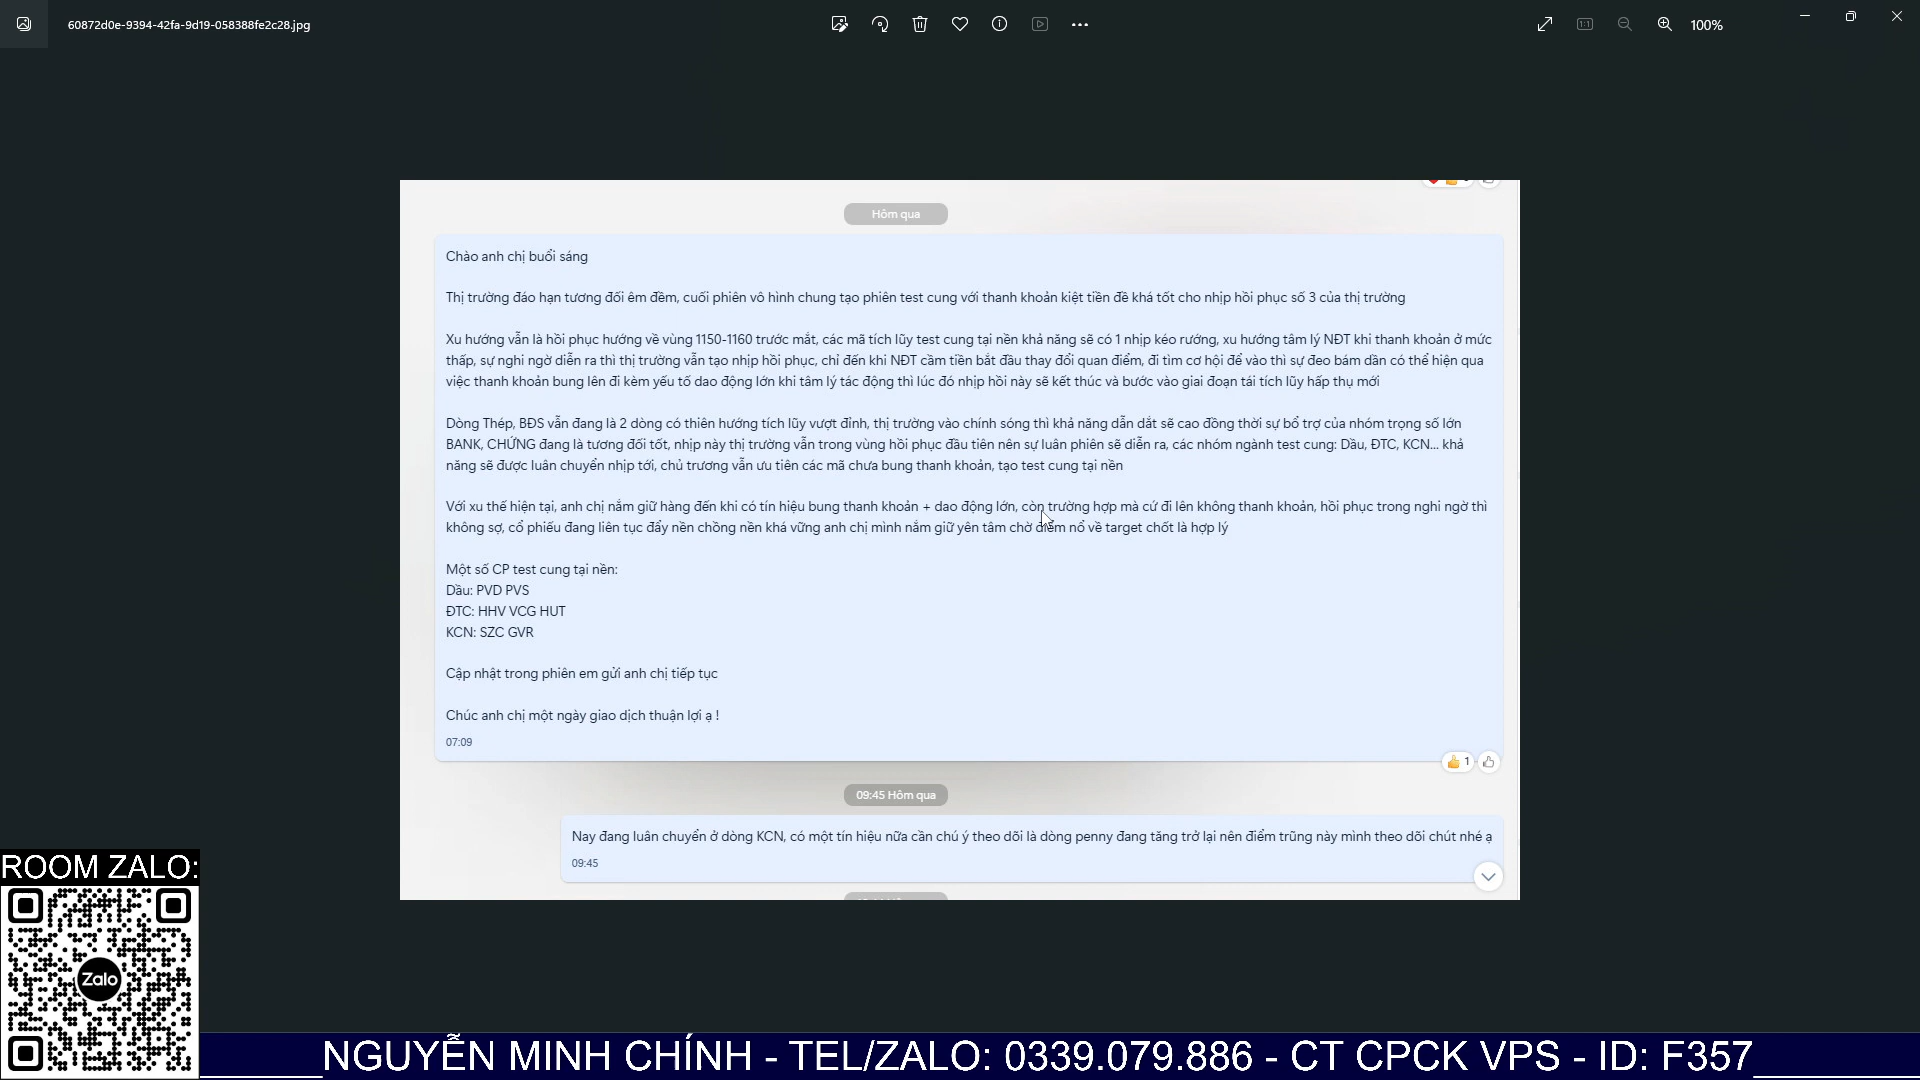 60872d0e-9394-42fa-9d19-058388fe2c28.jpg
100%
Hôm qua
Chào anh chị buổi sáng
Thị trường đáo hạn tương đối êm đềm, cuối phiên vô hình chung tạo phiên test cung với thanh khoản kiệt tiền đề khá tốt cho nhịp hồi phục số 3 của thị trường
Xu hướng vẫn là hồi phục hướng về vùng 1150-1160 trước mắt, các mã tích lũy test cung tại nền khả năng sẽ có 1 nhịp kéo rướng, xu hướng tâm lý NĐT khi thanh khoản ở mức
thấp, sự nghi ngờ diễn ra thì thị trường vẫn tạo nhịp hồi phục, chỉ đến khi NĐT cầm tiền bắt đầu thay đổi quan điểm, đi tìm cơ hội để vào thì sự đeo bám dần có thể hiện qua
việc thanh khoản bung lên đi kèm yếu tố dao động lớn khi tâm lý tác động thì lúc đó nhịp hồi này sẽ kết thúc và bước vào giai đoạn tái tích lũy hấp thụ mới
Dòng Thép, BĐS vẫn đang là 2 dòng có thiên hướng tích lũy vượt đỉnh, thị trường vào chính sóng thì khả năng dẫn dắt sẽ cao đồng thời sự bổ trợ của nhóm trọng số lớn
BANK, CHỨNG đang là tương đối tốt, nhịp này thị trường vẫn trong vùng hồi phục đầu tiên nên sự luân phiên sẽ diễn ra, các nhóm ngành test cung: Dầu, ĐTC, KCN... khả
năng sẽ được luân chuyển nhịp tới, chủ trương vẫn ưu tiên các mã chưa bung thanh khoản, tạo test cung tại nền
Với xu thế hiện tại, anh chị nắm giữ hàng đến khi có tín hiệu bung thanh khoản + dao động lớn, còn trường hợp mà cứ đi lên không thanh khoản, hồi phục trong nghi ngờ thì
không sợ, cổ phiếu đang liên tục đẩy nền chồng nền khá vững anh chị mình nắm giữ yên tâm chờ điểm nổ về target chốt là hợp lý
Một số CP test cung tại nền:
Dầu: PVD PVS
ĐTC: HHV VCG HUT
KCN: SZC GVR
Cập nhật trong phiên em gửi anh chị tiếp tục
Chúc anh chị một ngày giao dịch thuận lợi ạ !
07:09
1
09:45 Hôm qua
Nay đang luân chuyển ở dòng KCN, có một tín hiệu nữa cần chú ý theo dõi là dòng penny đang tăng trở lại nên điểm trũng này mình theo dõi chút nhé ạ
09:45
ROOM ZALO:
Zalo
NGUYỄN MINH CHÍNH - TEL/ZALO: 0339.079.886 - CT CPCK VPS - ID: F357